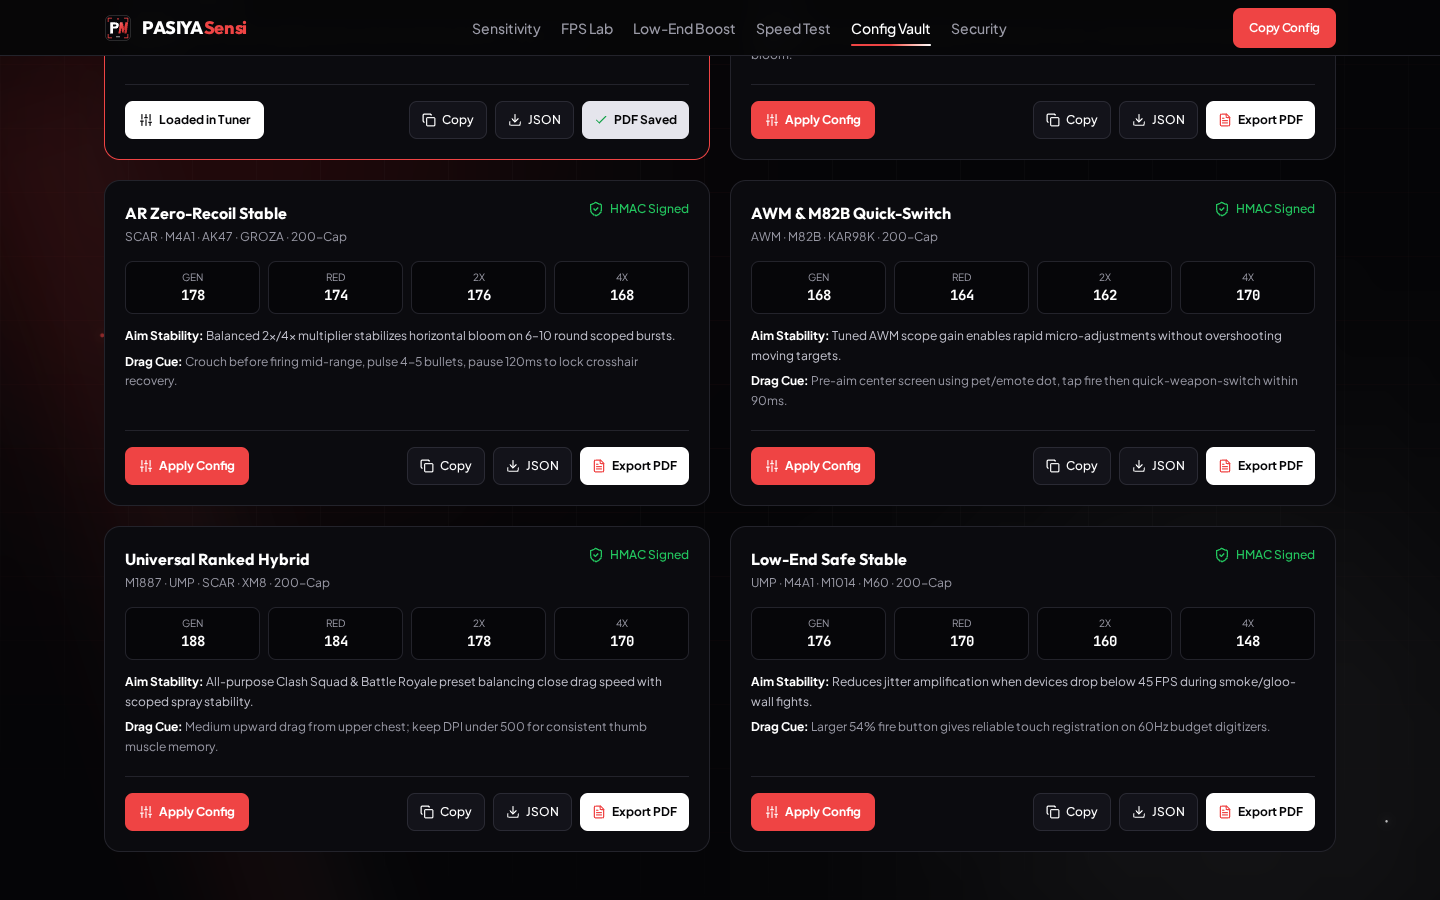 PM PASIYA Sensi
Sensitivity FPS Lab Low-End Boost Speed Test Config Vault Security
Copy Config
bloom.
Loaded in Tuner Copy JSON PDF Saved
Apply Config Copy JSON Export PDF
AR Zero-Recoil Stable HMAC Signed
SCAR · M4A1 · AK47 · GROZA · 200-Cap
GEN RED 2X 4X
178 174 176 168
Aim Stability: Balanced 2x/4x multiplier stabilizes horizontal bloom on 6-10 round scoped bursts.
Drag Cue: Crouch before firing mid-range, pulse 4-5 bullets, pause 120ms to lock crosshair
recovery.
Apply Config Copy JSON Export PDF
AWM & M82B Quick-Switch HMAC Signed
AWM · M82B · KAR98K · 200-Cap
GEN RED 2X 4X
168 164 162 170
Aim Stability: Tuned AWM scope gain enables rapid micro-adjustments without overshooting
moving targets.
Drag Cue: Pre-aim center screen using pet/emote dot, tap fire then quick-weapon-switch within
90ms.
Apply Config Copy JSON Export PDF
Universal Ranked Hybrid HMAC Signed
M1887 · UMP · SCAR · XM8 · 200-Cap
GEN RED 2X 4X
188 184 178 170
Aim Stability: All-purpose Clash Squad & Battle Royale preset balancing close drag speed with
scoped spray stability.
Drag Cue: Medium upward drag from upper chest; keep DPI under 500 for consistent thumb
muscle memory.
Apply Config Copy JSON Export PDF
Low-End Safe Stable HMAC Signed
UMP · M4A1 · M1014 · M60 · 200-Cap
GEN RED 2X 4X
176 170 160 148
Aim Stability: Reduces jitter amplification when devices drop below 45 FPS during smoke/gloo-
wall fights.
Drag Cue: Larger 54% fire button gives reliable touch registration on 60Hz budget digitizers.
Apply Config Copy JSON Export PDF